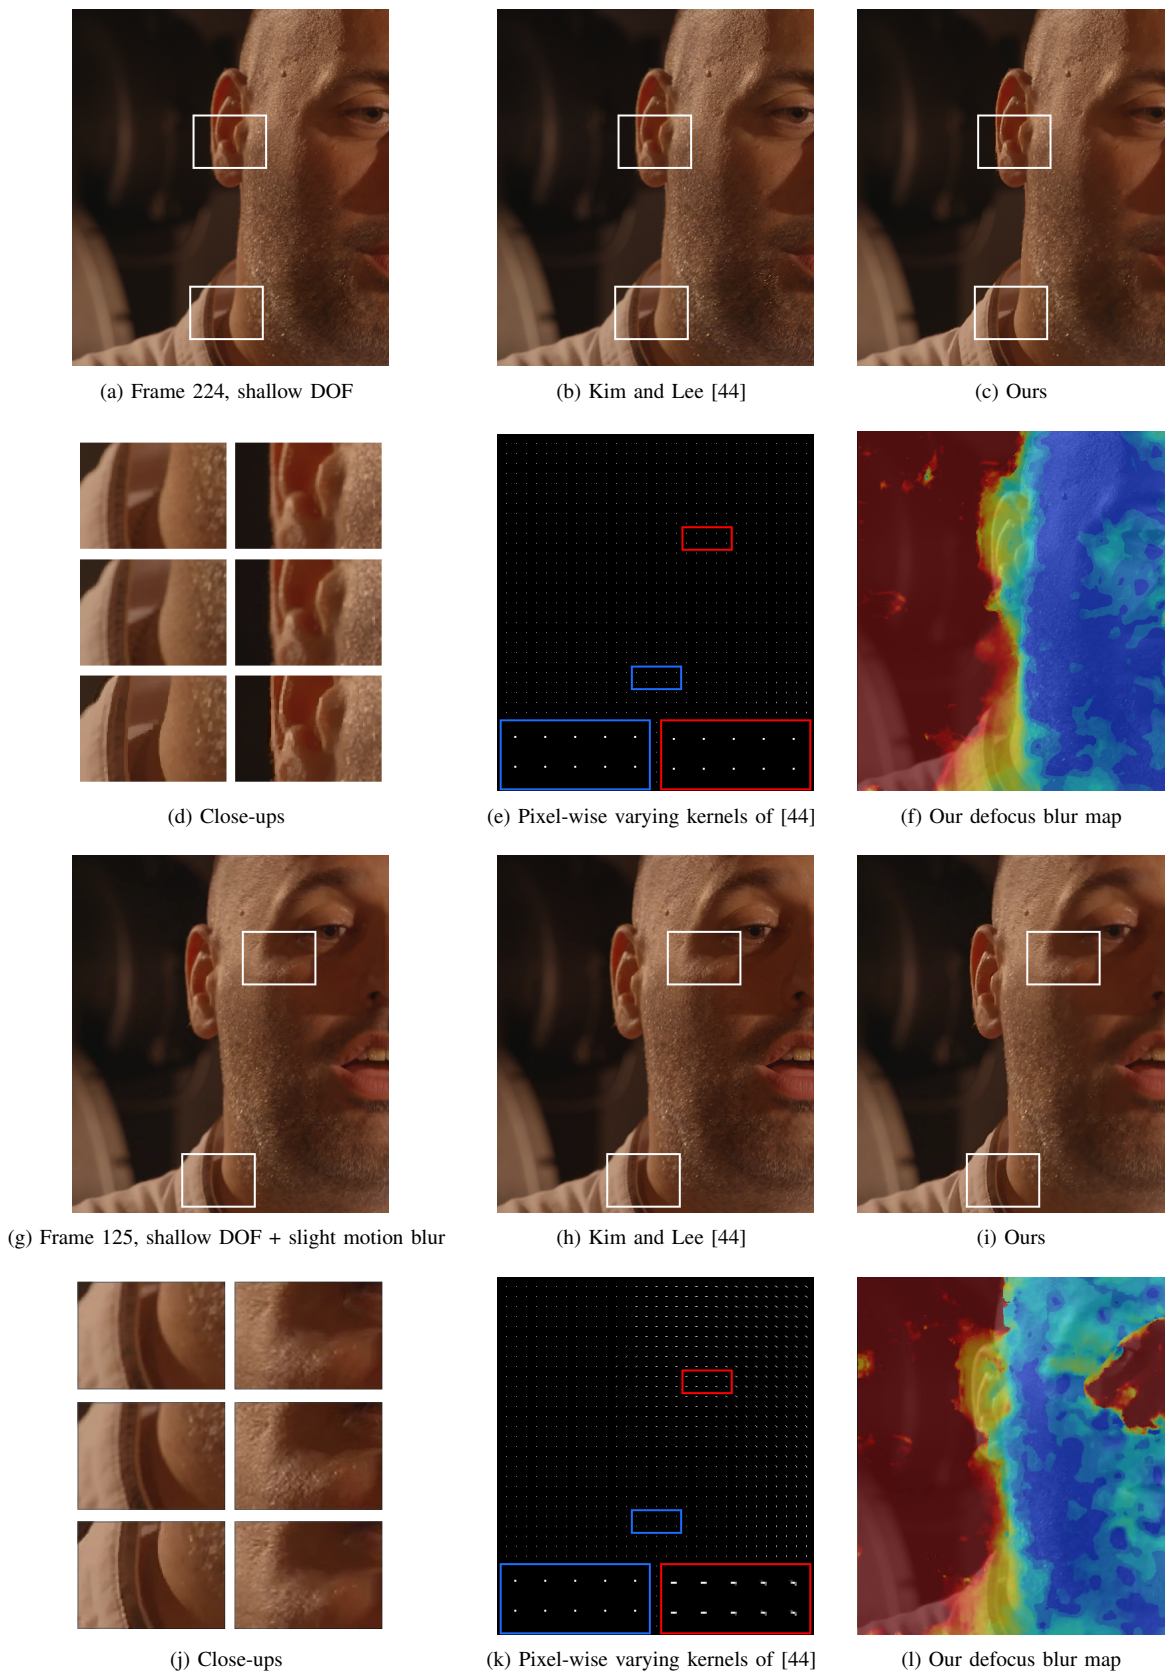 (a) Frame 224, shallow DOF
(b) Kim and Lee [44]
(c) Ours
(d) Close-ups
(e) Pixel-wise varying kernels of [44]
(f) Our defocus blur map
(g) Frame 125, shallow DOF + slight motion blur
(h) Kim and Lee [44]
(i) Ours
(j) Close-ups
(k) Pixel-wise varying kernels of [44]
(l) Our defocus blur map